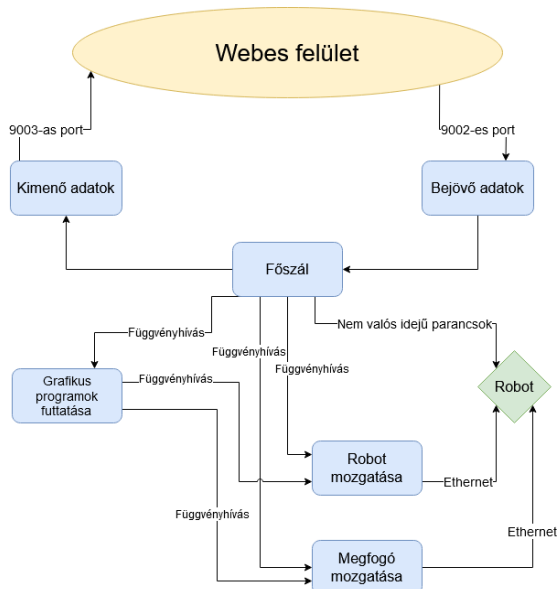 Webes felület
9003-as port
9002-es port
Kimenő adatok
Bejövő adatok
Főszál
Függvényhívás
Nem valós idejű parancsok
Függvényhívás
Függvényhívás
Grafikus
programok
futtatása
Függvényhívás
Robot
Robot
mozgatása
Ethernet
Függvényhívás
Ethernet
Megfogó
mozgatása